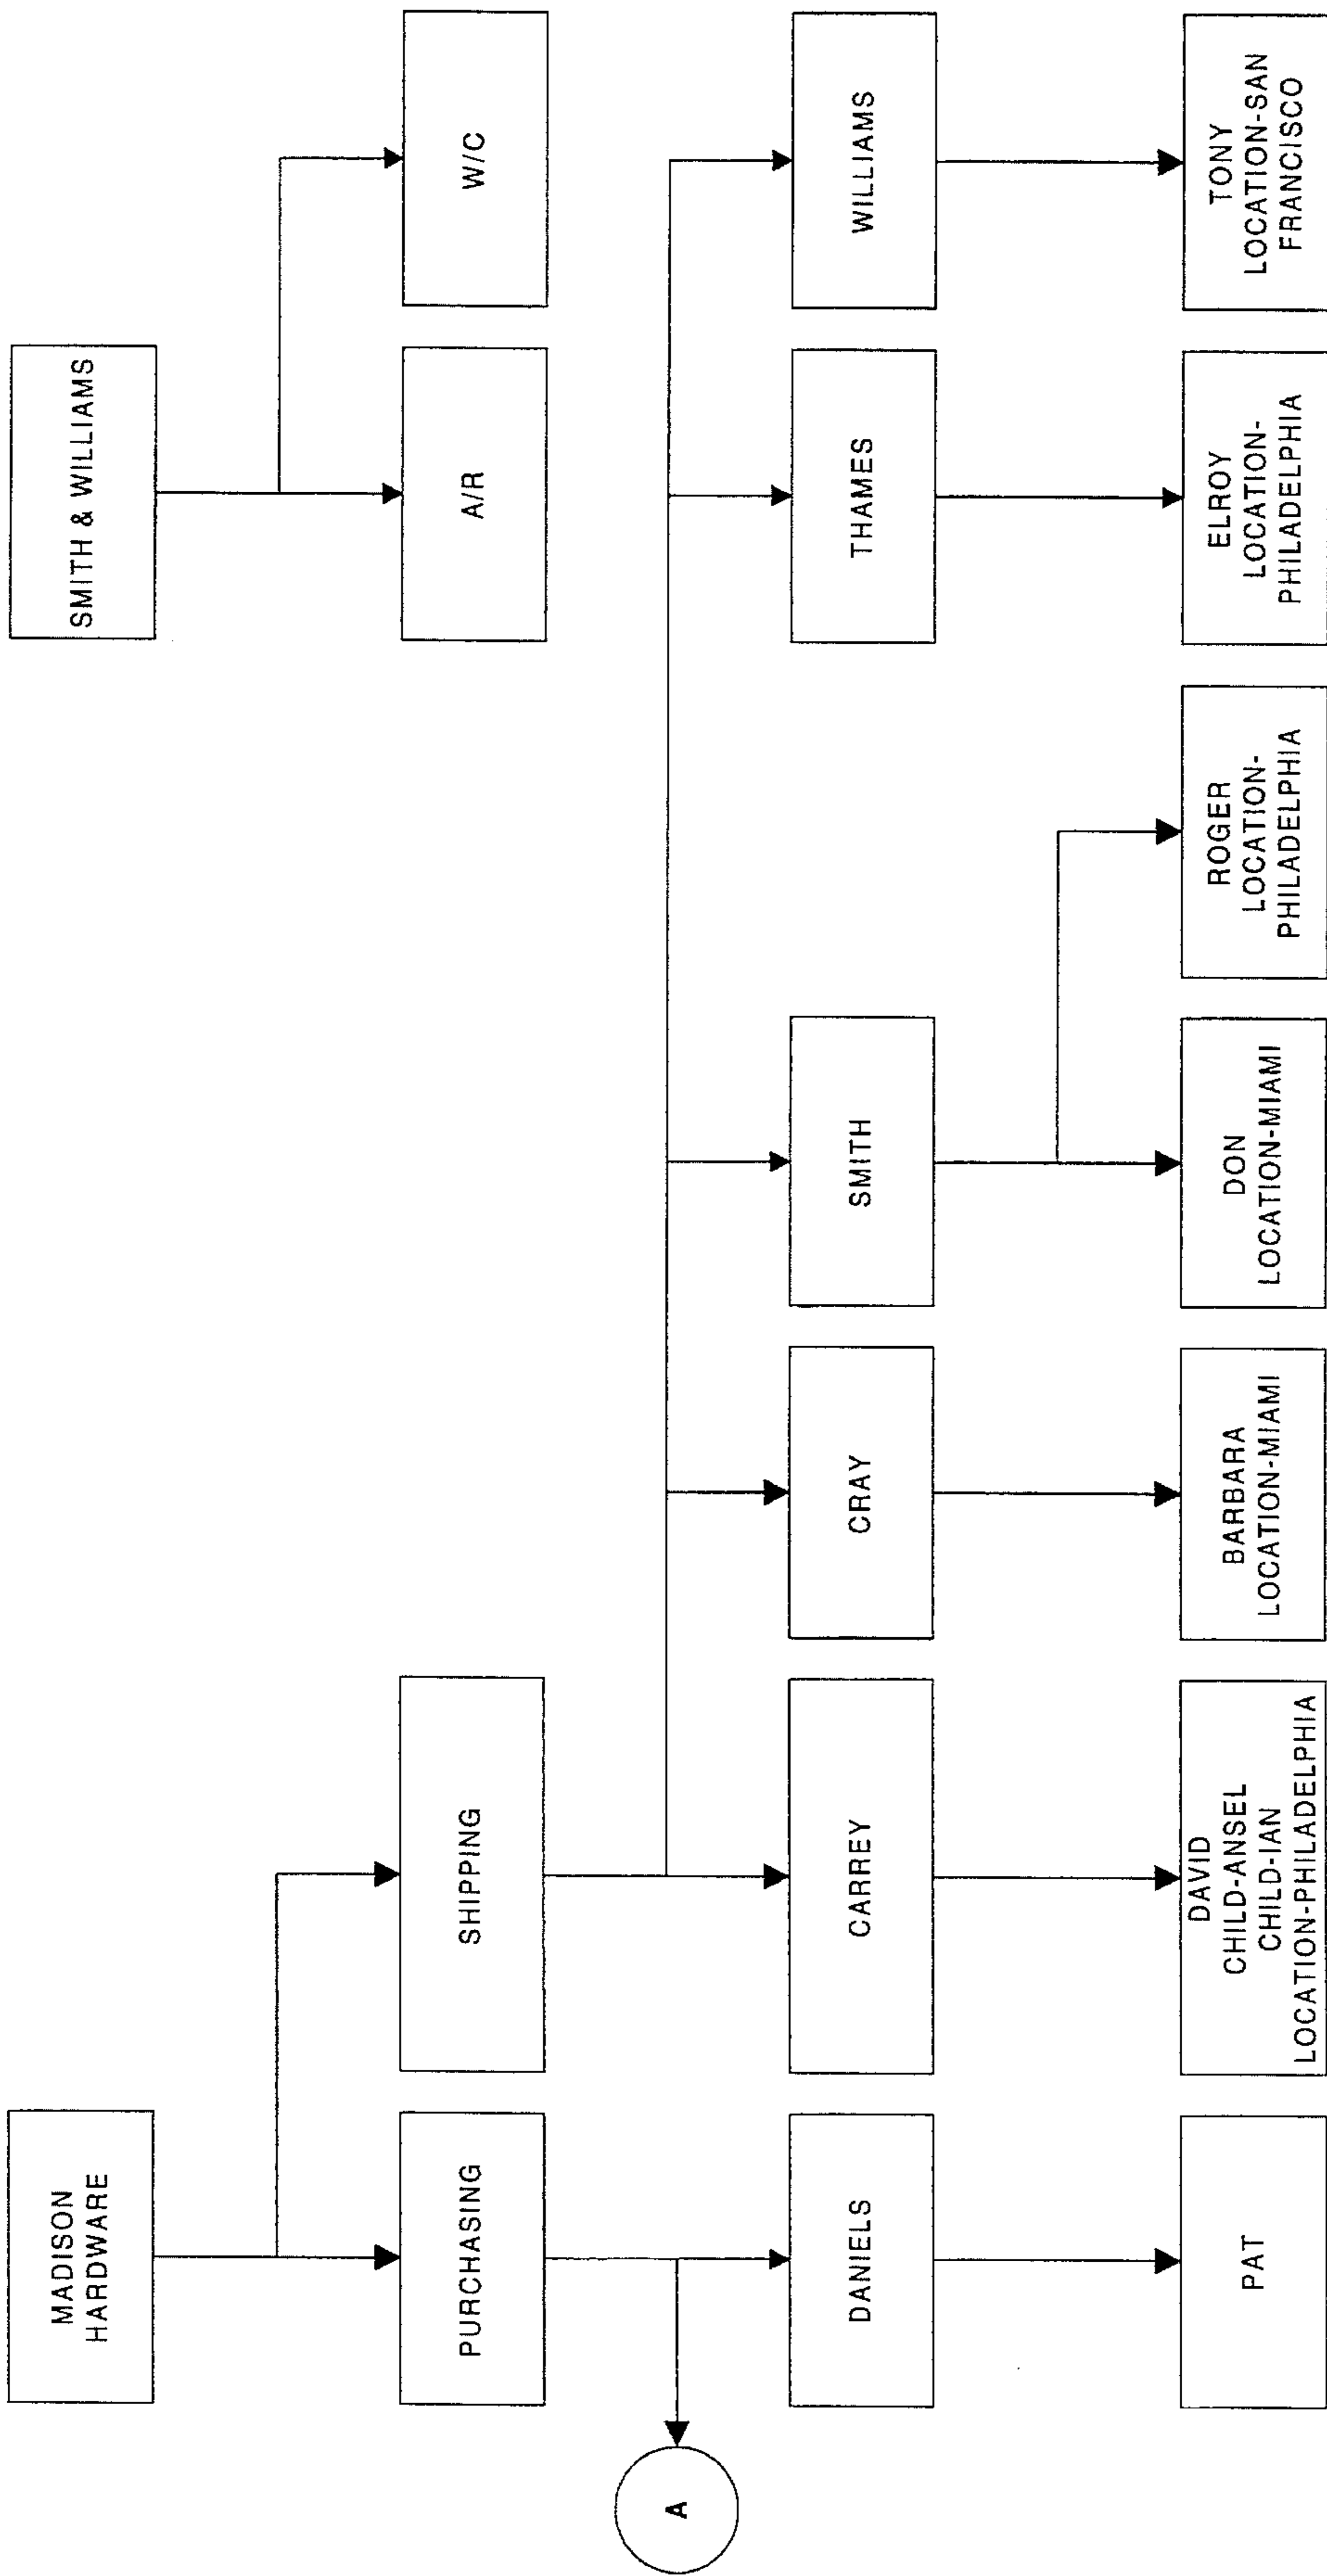 MADISON
HARDWARE
SMITH & WILLIAMS
PURCHASING
SHIPPING
A/R
W/C
A
DANIELS
CARREY
CRAY
SMITH
THAMES
WILLIAMS
PAT
DAVID
CHILD-ANSEL
CHILD-IAN
LOCATION-PHILADELPHIA
BARBARA
LOCATION-MIAMI
DON
LOCATION-MIAMI
ROGER
LOCATION-
PHILADELPHIA
ELROY
LOCATION-
PHILADELPHIA
TONY
LOCATION-SAN
FRANCISCO